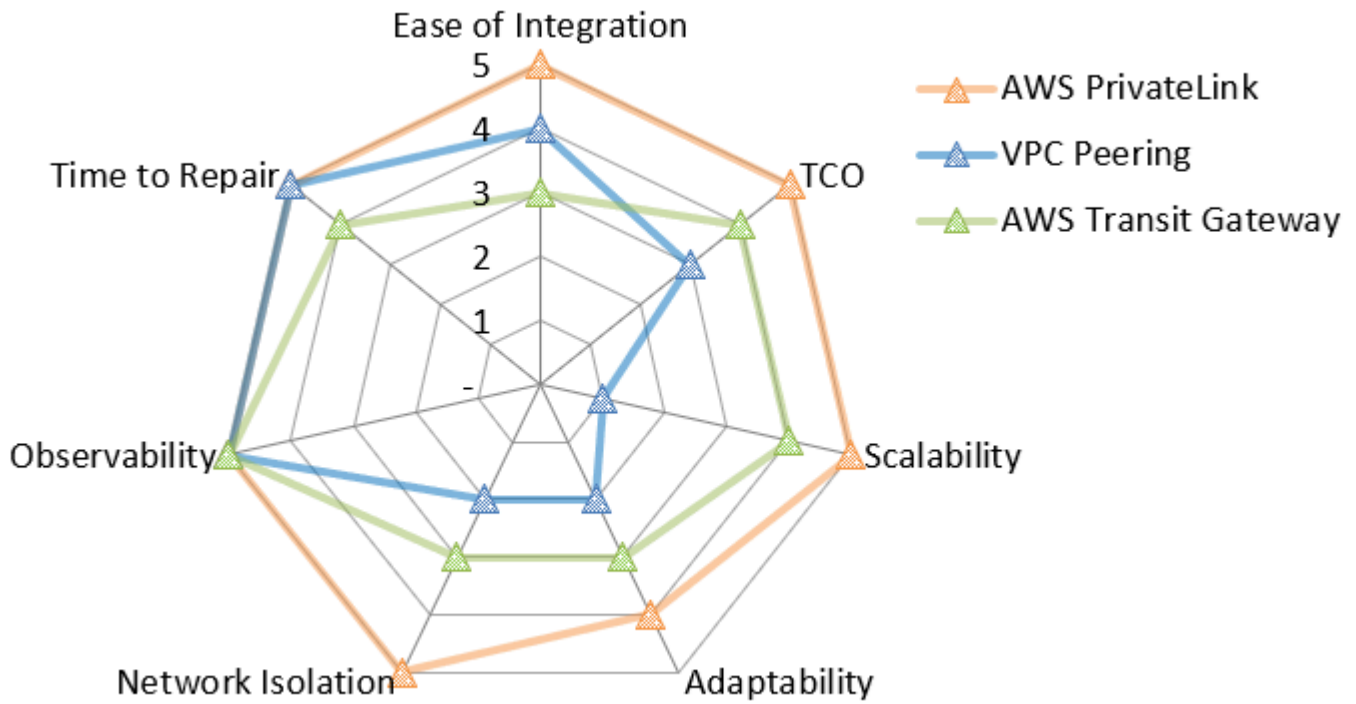 Ease of Integration
5
4
3
2
1
-
AWS PrivateLink
VPC Peering
AWS Transit Gateway
Time to Repair
TCO
Observability
Scalability
Network Isolation
Adaptability